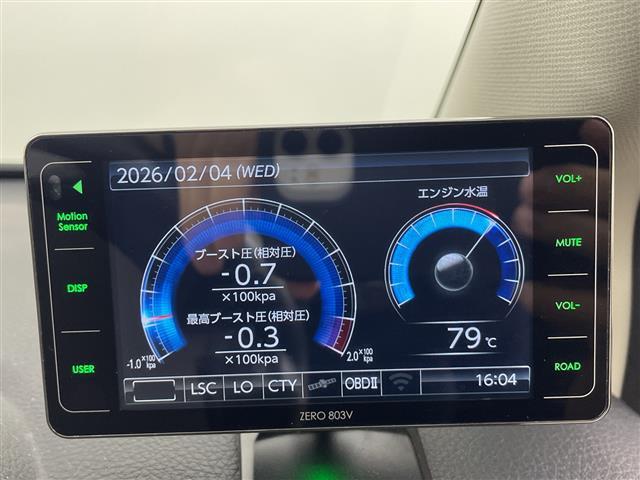 2026/02/04 (WED)
Motion
Sensor
DISP
USER
ブースト圧(相対圧)
-0.7
×100kpa
最高ブースト圧(相対圧)
-0.3
×100kpa
-1.0 ×100 kpa
2.0 ×100 kpa
エンジン水温
79 ℃
LSC LO CTY OBDⅡ 16:04
VOL+
MUTE
VOL-
ROAD
ZERO 803V